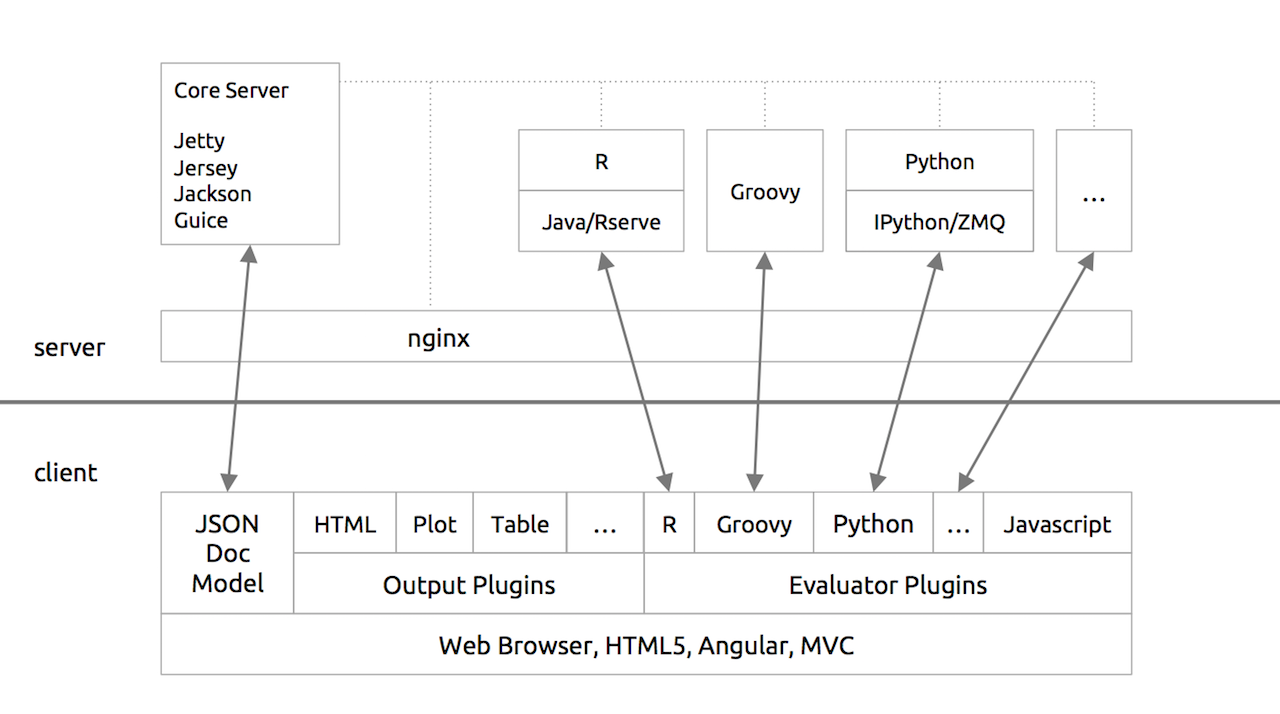 Core Server
Jetty
Jersey
Jackson
Guice
R
Java/Rserve
Groovy
Python
IPython/ZMQ
...
nginx
server
client
JSON
Doc
Model
HTML
Plot
Table
...
R
Groovy
Python
...
Javascript
Output Plugins
Evaluator Plugins
Web Browser, HTML5, Angular, MVC